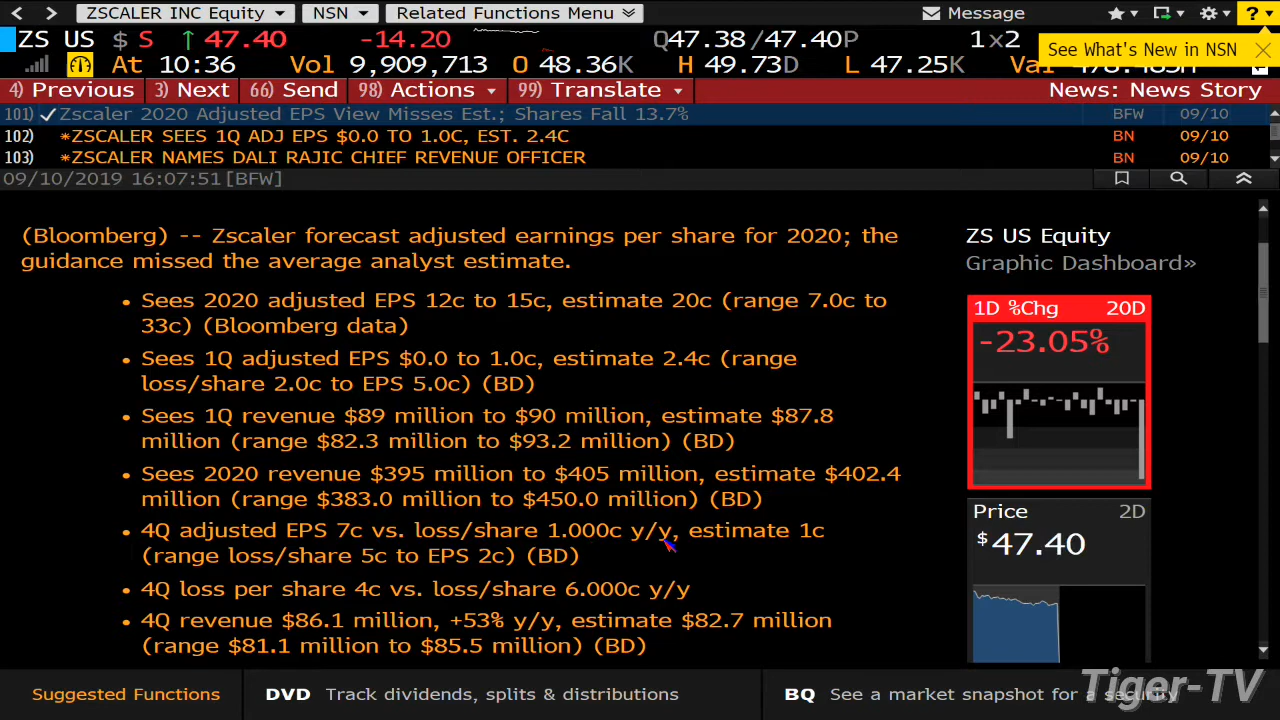 < > ZSCALER INC Equity NSN Related Functions Menu Message ?
ZS US $ S ↑ 47.40 -14.20 Q47.38/47.40P 1x2
See What's New in NSN
At 10:36 Vol 9,909,713 O 48.36K H 49.73D L 47.25K Val
4) Previous 3) Next 66) Send 98) Actions 99) Translate News: News Story
101) Zscaler 2020 Adjusted EPS View Misses Est.; Shares Fall 13.7% BFW 09/10
102) *ZSCALER SEES 1Q ADJ EPS $0.0 TO 1.0C, EST. 2.4C BN 09/10
103) *ZSCALER NAMES DALI RAJIC CHIEF REVENUE OFFICER BN 09/10
09/10/2019 16:07:51[BFW]
(Bloomberg) -- Zscaler forecast adjusted earnings per share for 2020; the
guidance missed the average analyst estimate.
• Sees 2020 adjusted EPS 12c to 15c, estimate 20c (range 7.0c to
33c) (Bloomberg data)
• Sees 1Q adjusted EPS $0.0 to 1.0c, estimate 2.4c (range
loss/share 2.0c to EPS 5.0c) (BD)
• Sees 1Q revenue $89 million to $90 million, estimate $87.8
million (range $82.3 million to $93.2 million) (BD)
• Sees 2020 revenue $395 million to $405 million, estimate $402.4
million (range $383.0 million to $450.0 million) (BD)
• 4Q adjusted EPS 7c vs. loss/share 1.000c y/y, estimate 1c
(range loss/share 5c to EPS 2c) (BD)
• 4Q loss per share 4c vs. loss/share 6.000c y/y
• 4Q revenue $86.1 million, +53% y/y, estimate $82.7 million
(range $81.1 million to $85.5 million) (BD)
ZS US Equity
Graphic Dashboard»
1D %Chg 20D
-23.05%
Price 2D
$47.40
Suggested Functions DVD Track dividends, splits & distributions BQ See a market snapshot for a security
Tiger-TV